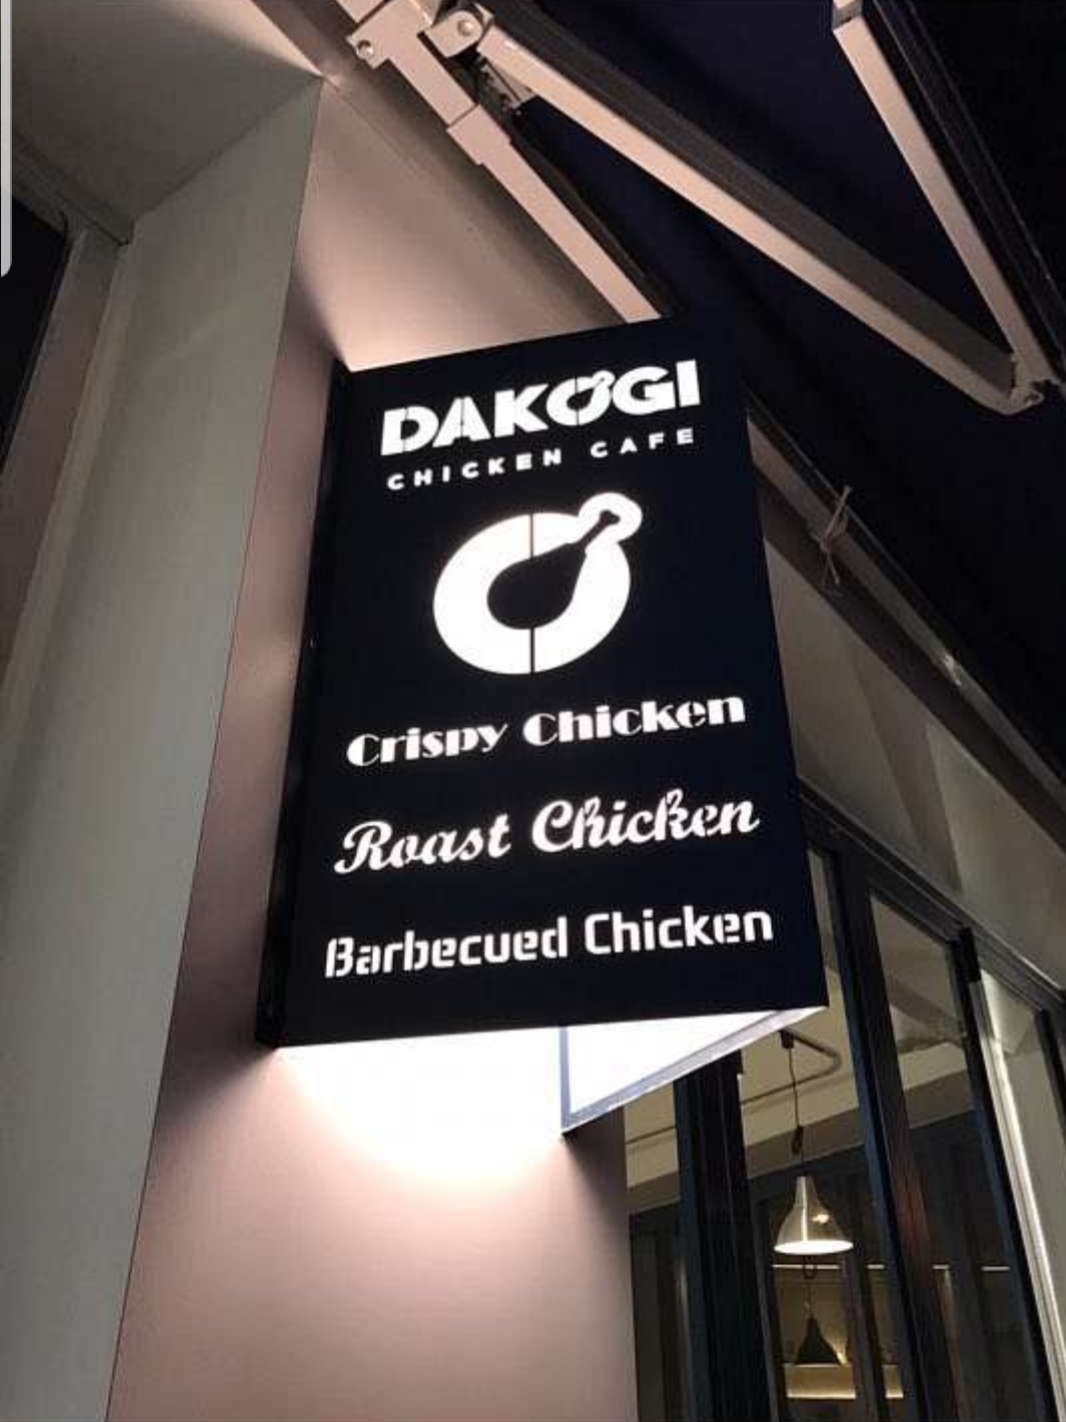 DAKOGI
CHICKEN CAFE
Crispy Chicken
Roast Chicken
Barbecued Chicken